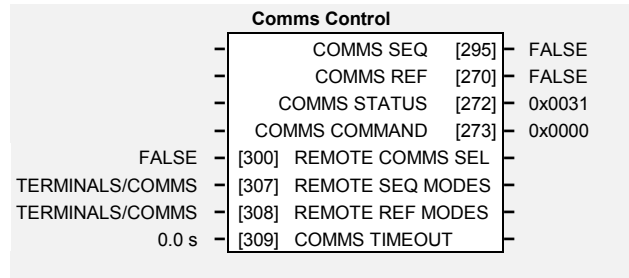 Comms Control
COMMS SEQ [295] FALSE
COMMS REF [270] FALSE
COMMS STATUS [272] 0x0031
COMMS COMMAND [273] 0x0000
FALSE [300] REMOTE COMMS SEL
TERMINALS/COMMS [307] REMOTE SEQ MODES
TERMINALS/COMMS [308] REMOTE REF MODES
0.0 s [309] COMMS TIMEOUT